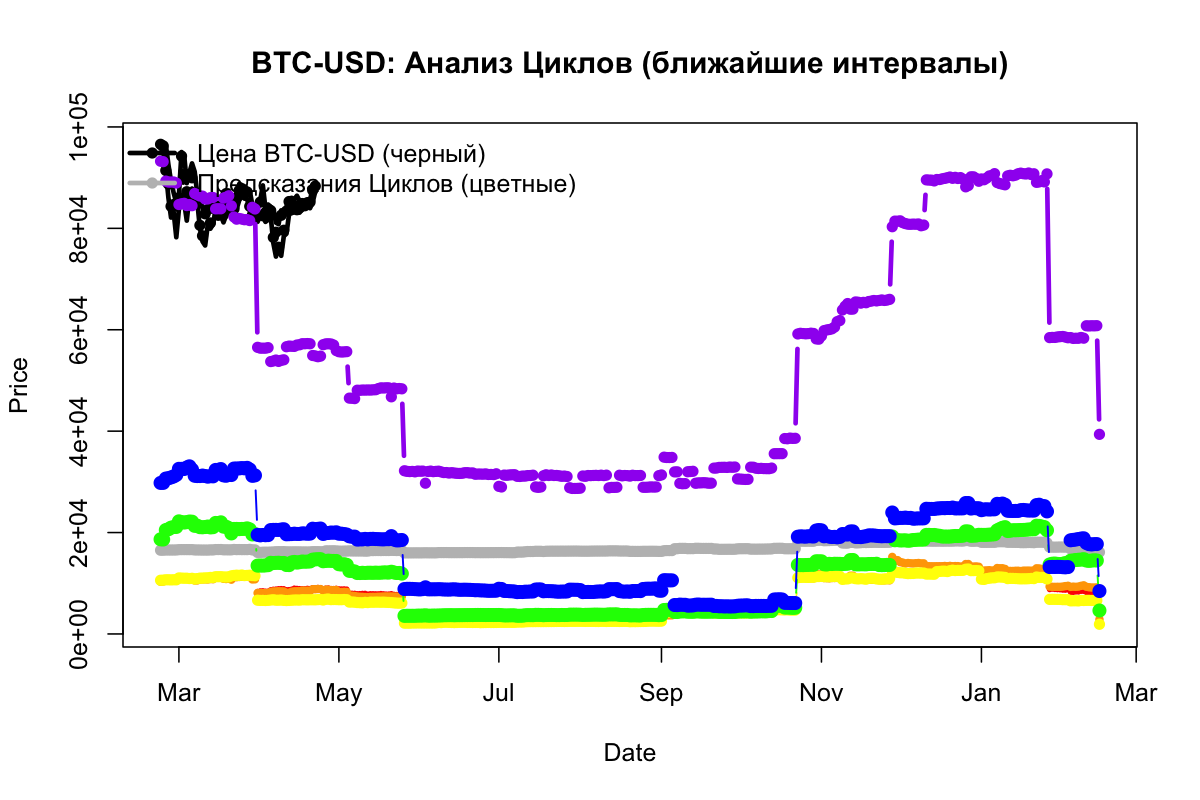 BTC-USD: Анализ Циклов (ближайшие интервалы)
Цена BTC-USD (черный)
Предсказания Циклов (цветные)
Price
1e+05
8e+04
6e+04
4e+04
2e+04
0e+00
Mar May Jul Sep Nov Jan Mar
Date